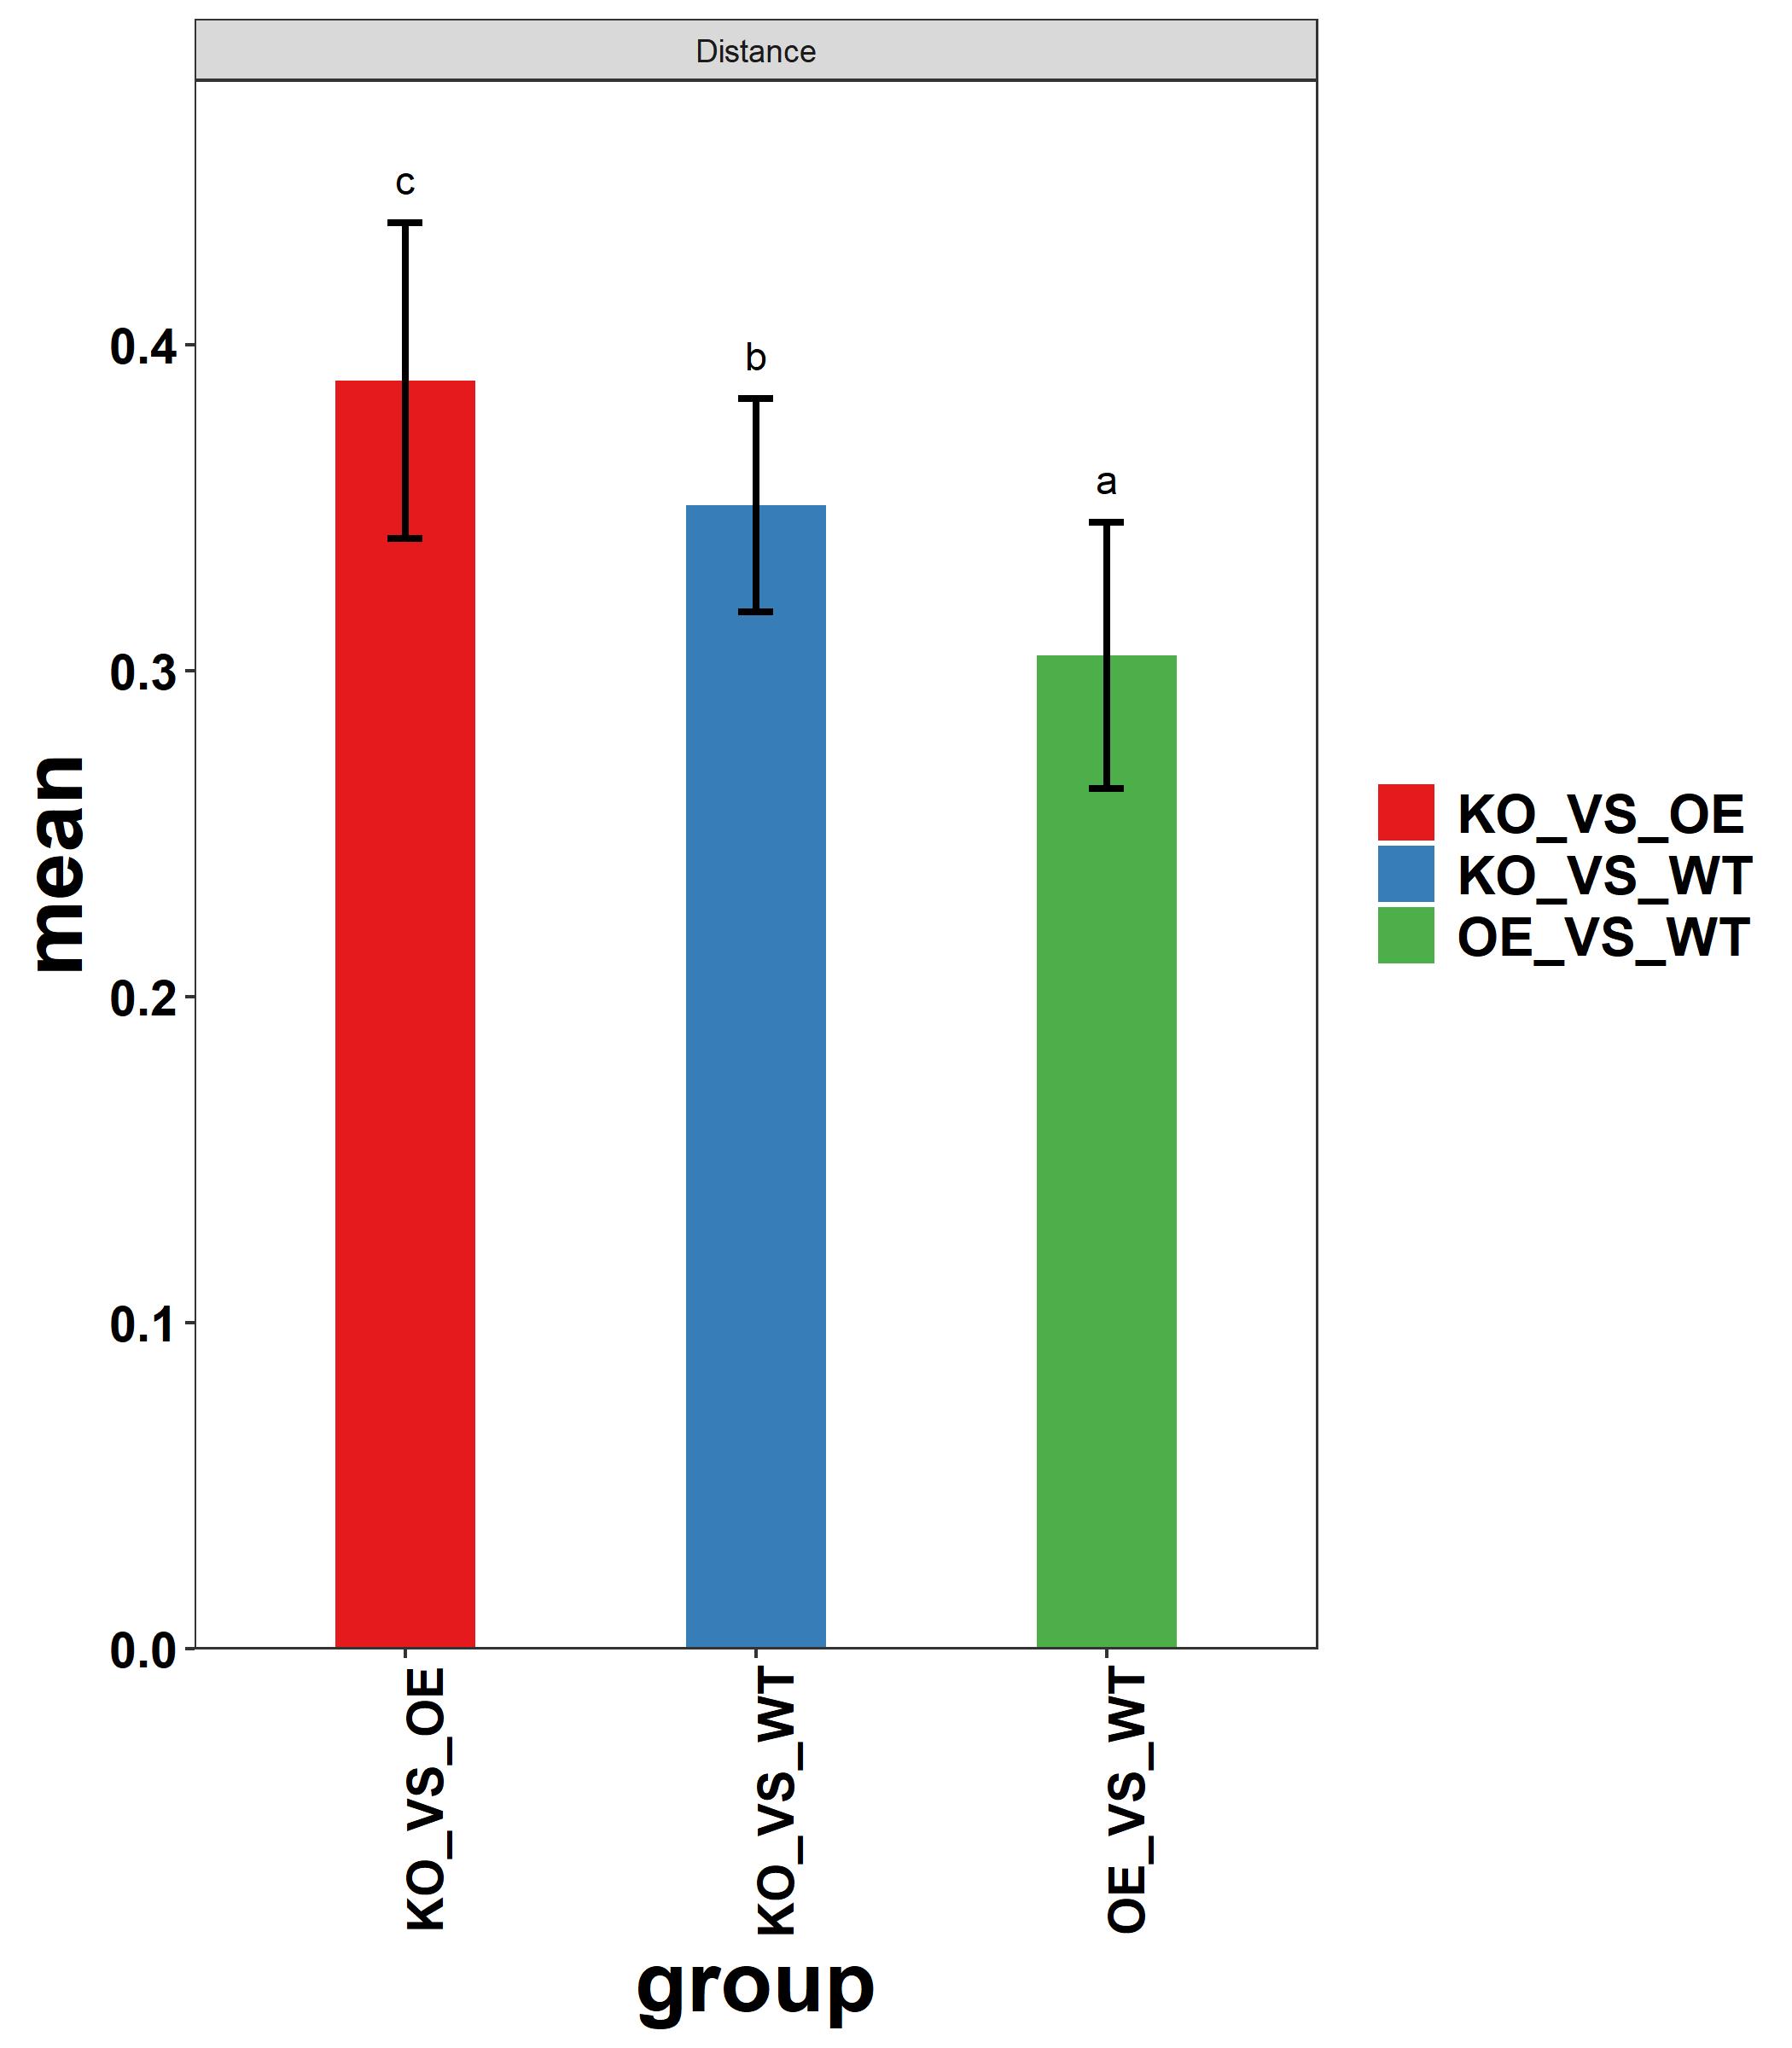 Distance
c
b
a
0.4
0.3
0.2
0.1
0.0
mean
KO_VS_OE
KO_VS_WT
OE_VS_WT
group
KO_VS_OE
KO_VS_WT
OE_VS_WT